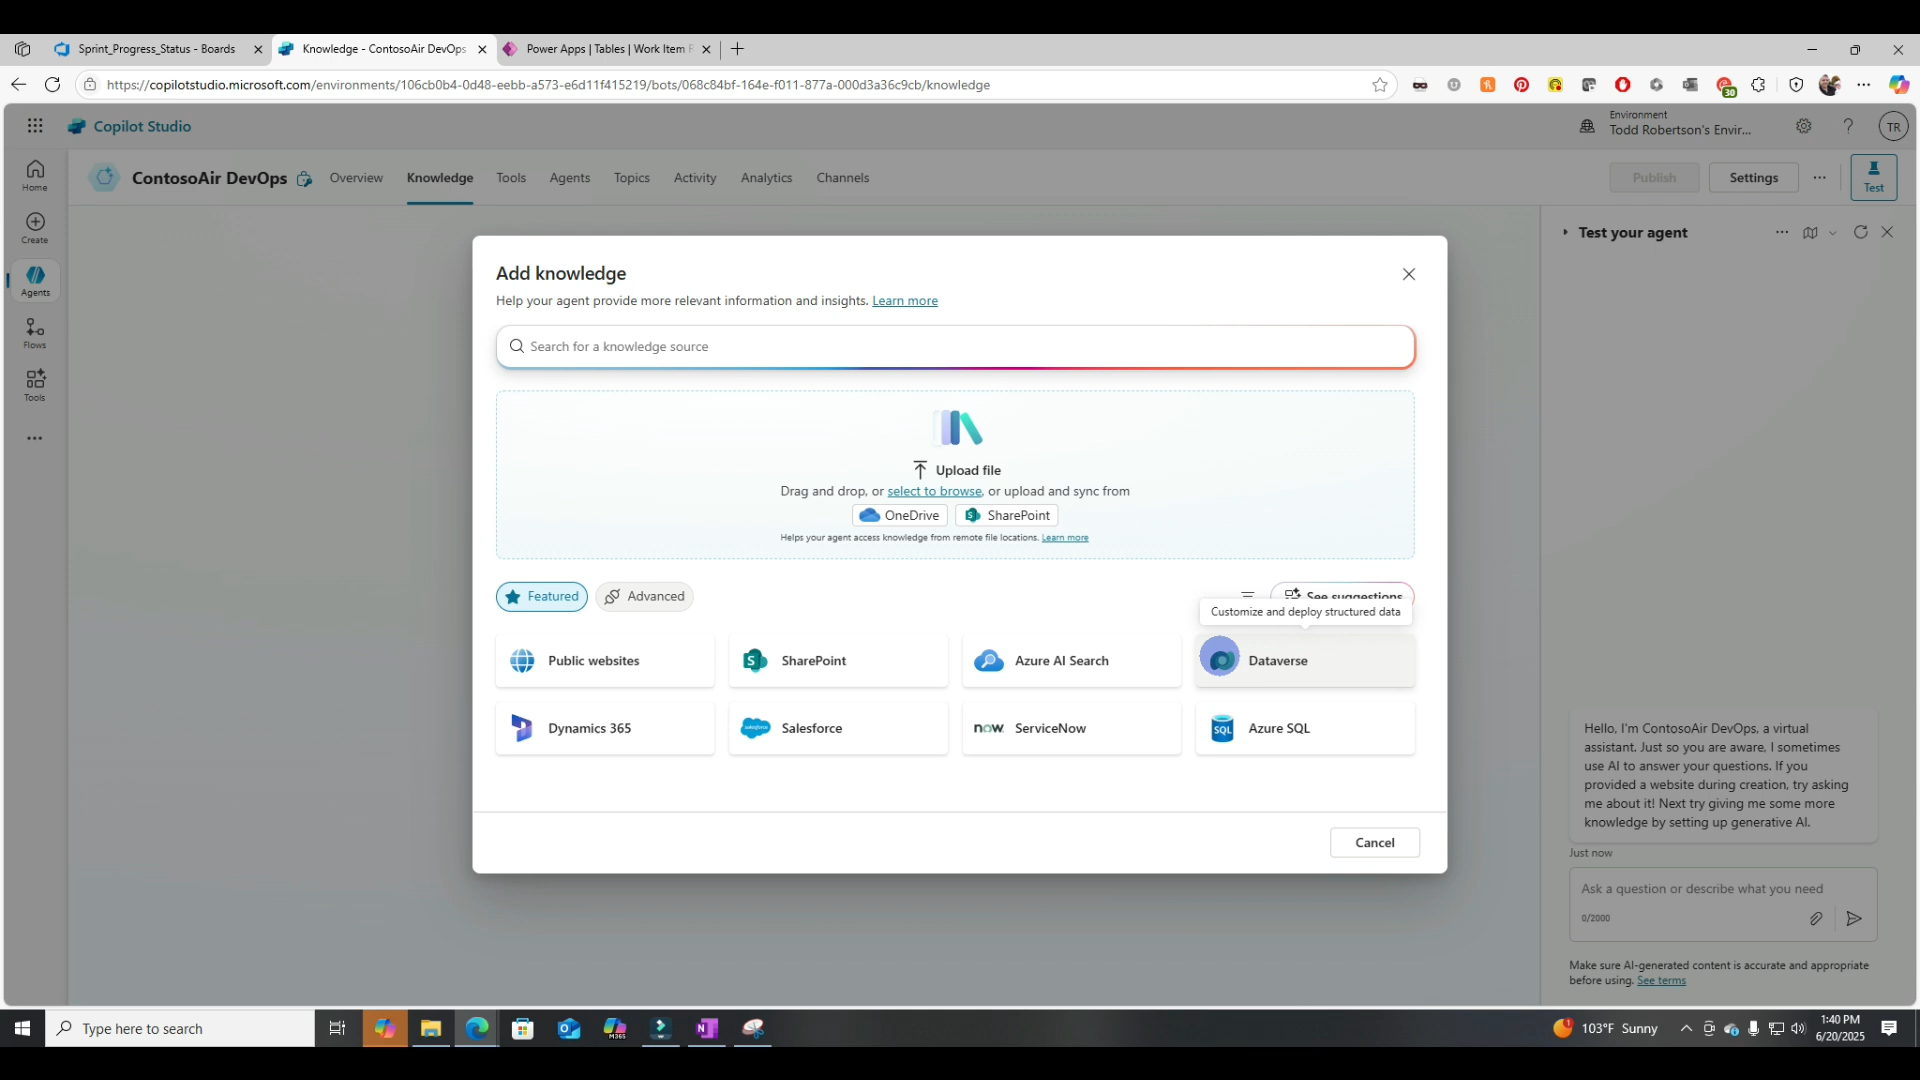 Sprint_Progress_Status - Boards
Knowledge - ContosoAir DevOps
Power Apps | Tables | Work Item
https://copilotstudio.microsoft.com/environments/106cb0b4-0d48-eebb-a573-e6d11f415219/bots/068c84bf-164e-f011-877a-000d3a36c9cb/knowledge
30
Copilot Studio
Environment
Todd Robertson's Envir...
TR
ContosoAir DevOps
Overview
Knowledge
Tools
Agents
Topics
Activity
Analytics
Channels
Publish
Settings
Test
Home
Create
Agents
Flows
Tools
Test your agent
Add knowledge
Help your agent provide more relevant information and insights. Learn more
Search for a knowledge source
Upload file
Drag and drop, or select to browse, or upload and sync from
OneDrive
SharePoint
Helps your agent access knowledge from remote file locations. Learn more
Featured
Advanced
See suggestions
Customize and deploy structured data
Public websites
SharePoint
Azure AI Search
Dataverse
Dynamics 365
Salesforce
now ServiceNow
SQL Azure SQL
Cancel
Hello, I'm ContosoAir DevOps, a virtual
assistant. Just so you are aware, I sometimes
use AI to answer your questions. If you
provided a website during creation, try asking
me about it! Next try giving me some more
knowledge by setting up generative AI.
Just now
Ask a question or describe what you need
0/2000
Make sure AI-generated content is accurate and appropriate
before using. See terms
Type here to search
M365
103°F Sunny
1:40 PM
6/20/2025